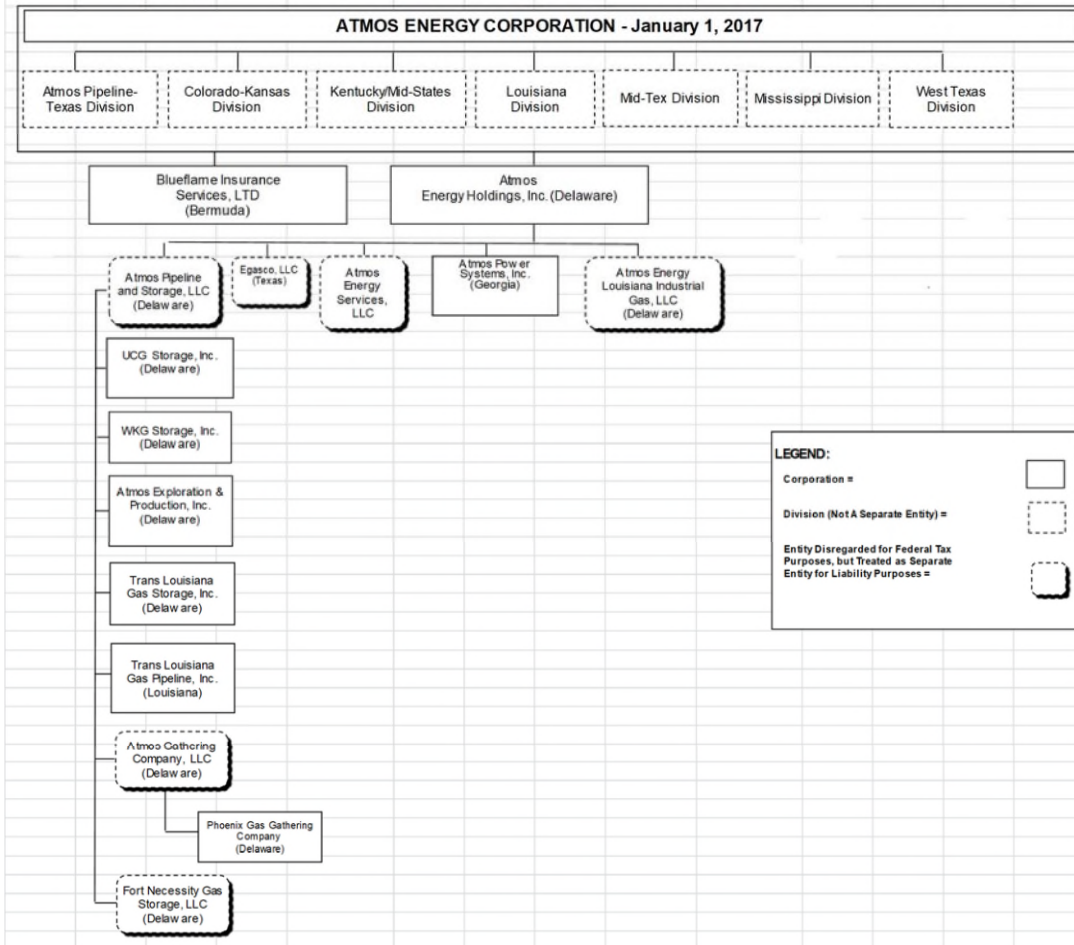 ATMOS ENERGY CORPORATION - January 1, 2017
Atmos Pipeline-
Texas Division
Colorado-Kansas
Division
Kentucky/Mid-States
Division
Louisiana
Division
Mid-Tex Division
Mississippi Division
West Texas
Division
Blueflame Insurance
Services, LTD
(Bermuda)
Atmos
Energy Holdings, Inc. (Delaware)
Atmos Pipeline
and Storage, LLC
(Delaware)
Egasco, LLC
(Texas)
Atmos
Energy
Services,
LLC
Atmos Power
Systems, Inc.
(Georgia)
Atmos Energy
Louisiana Industrial
Gas, LLC
(Delaware)
UCG Storage, Inc.
(Delaware)
WKG Storage, Inc.
(Delaware)
Atmos Exploration &
Production, Inc.
(Delaware)
Trans Louisiana
Gas Storage, Inc.
(Delaware)
Trans Louisiana
Gas Pipeline, Inc.
(Louisiana)
Atmos Gathering
Company, LLC
(Delaware)
Phoenix Gas Gathering
Company
(Delaware)
Fort Necessity Gas
Storage, LLC
(Delaware)
LEGEND:
Corporation =
Division (Not A Separate Entity) =
Entity Disregarded for Federal Tax
Purposes, but Treated as Separate
Entity for Liability Purposes =